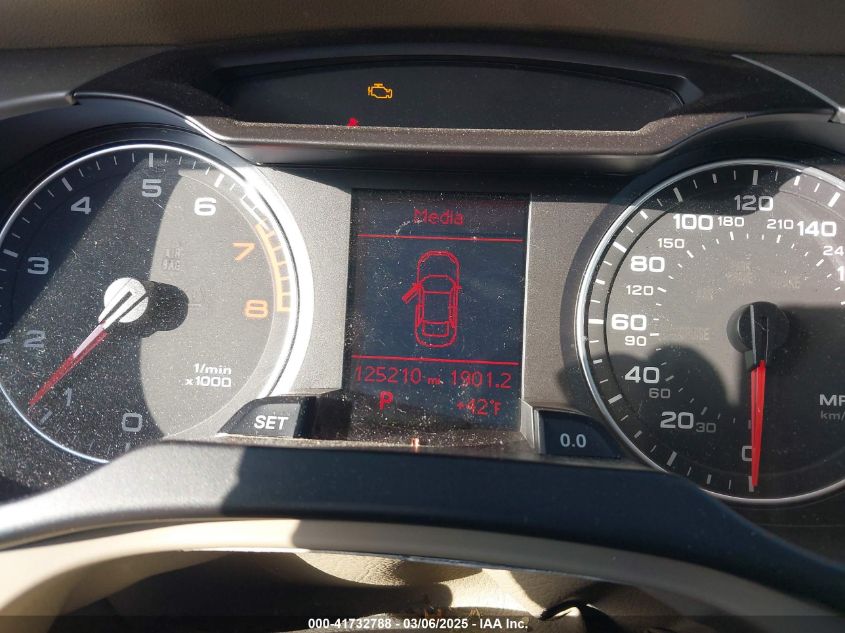 Media
125210 mi 1901.2
P +42°F
0 1 2 3 4 5 6 7 8
1/min
x1000
SET
0.0
0 20 40 60 80 100 120 140
30 60 90 120 150 180 210
km/
000-41732788 - 03/06/2025 - IAA Inc.